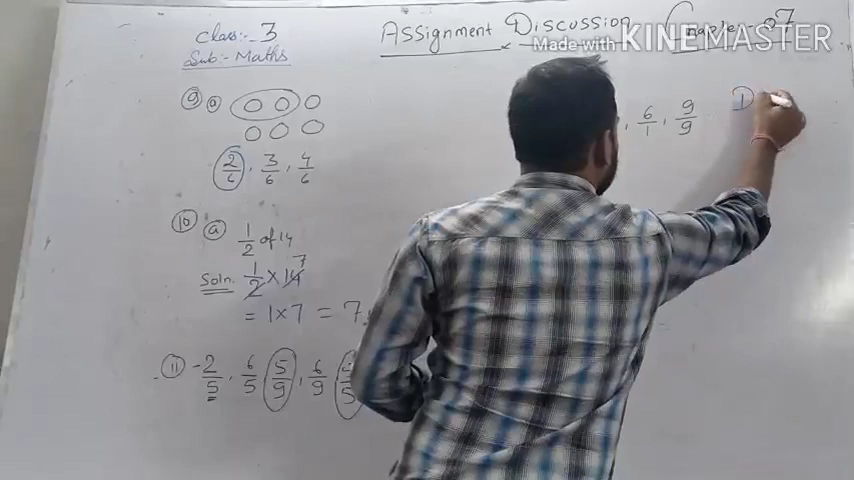 Class:- 3
Sub:- Maths
Assignment Discussion
07
Made with KINEMASTER
9 a
2/6, 3/6, 4/6
10 a 1/2 of 14
Soln. 1/2 × 14 7
= 1×7 = 7
11 - 2/5, 6/5, 5/9, 6/9,
, 6/1, 9/9